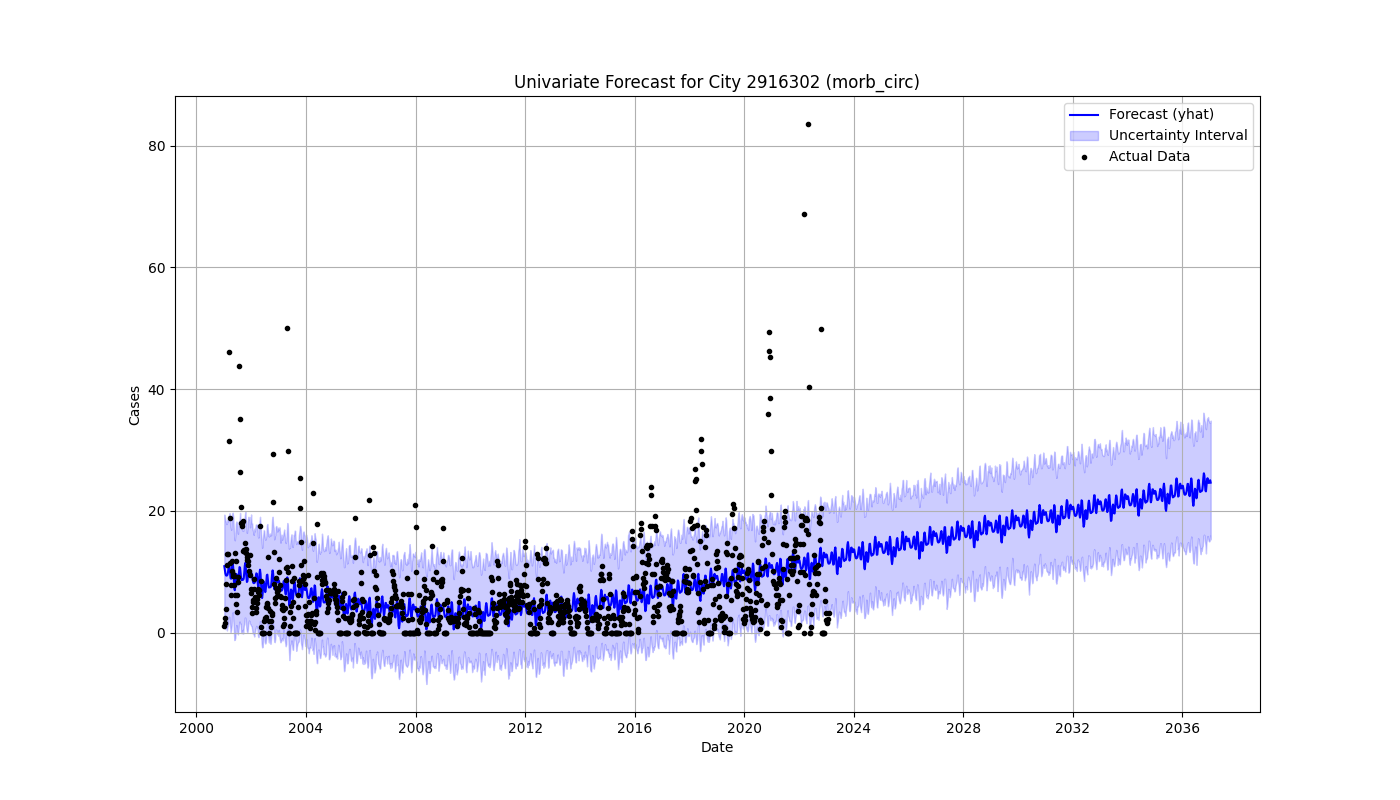 Univariate Forecast for City 2916302 (morb_circ)
Forecast (yhat)
Uncertainty Interval
Actual Data
80
60
40
20
0
Cases
2000 2004 2008 2012 2016 2020 2024 2028 2032 2036
Date